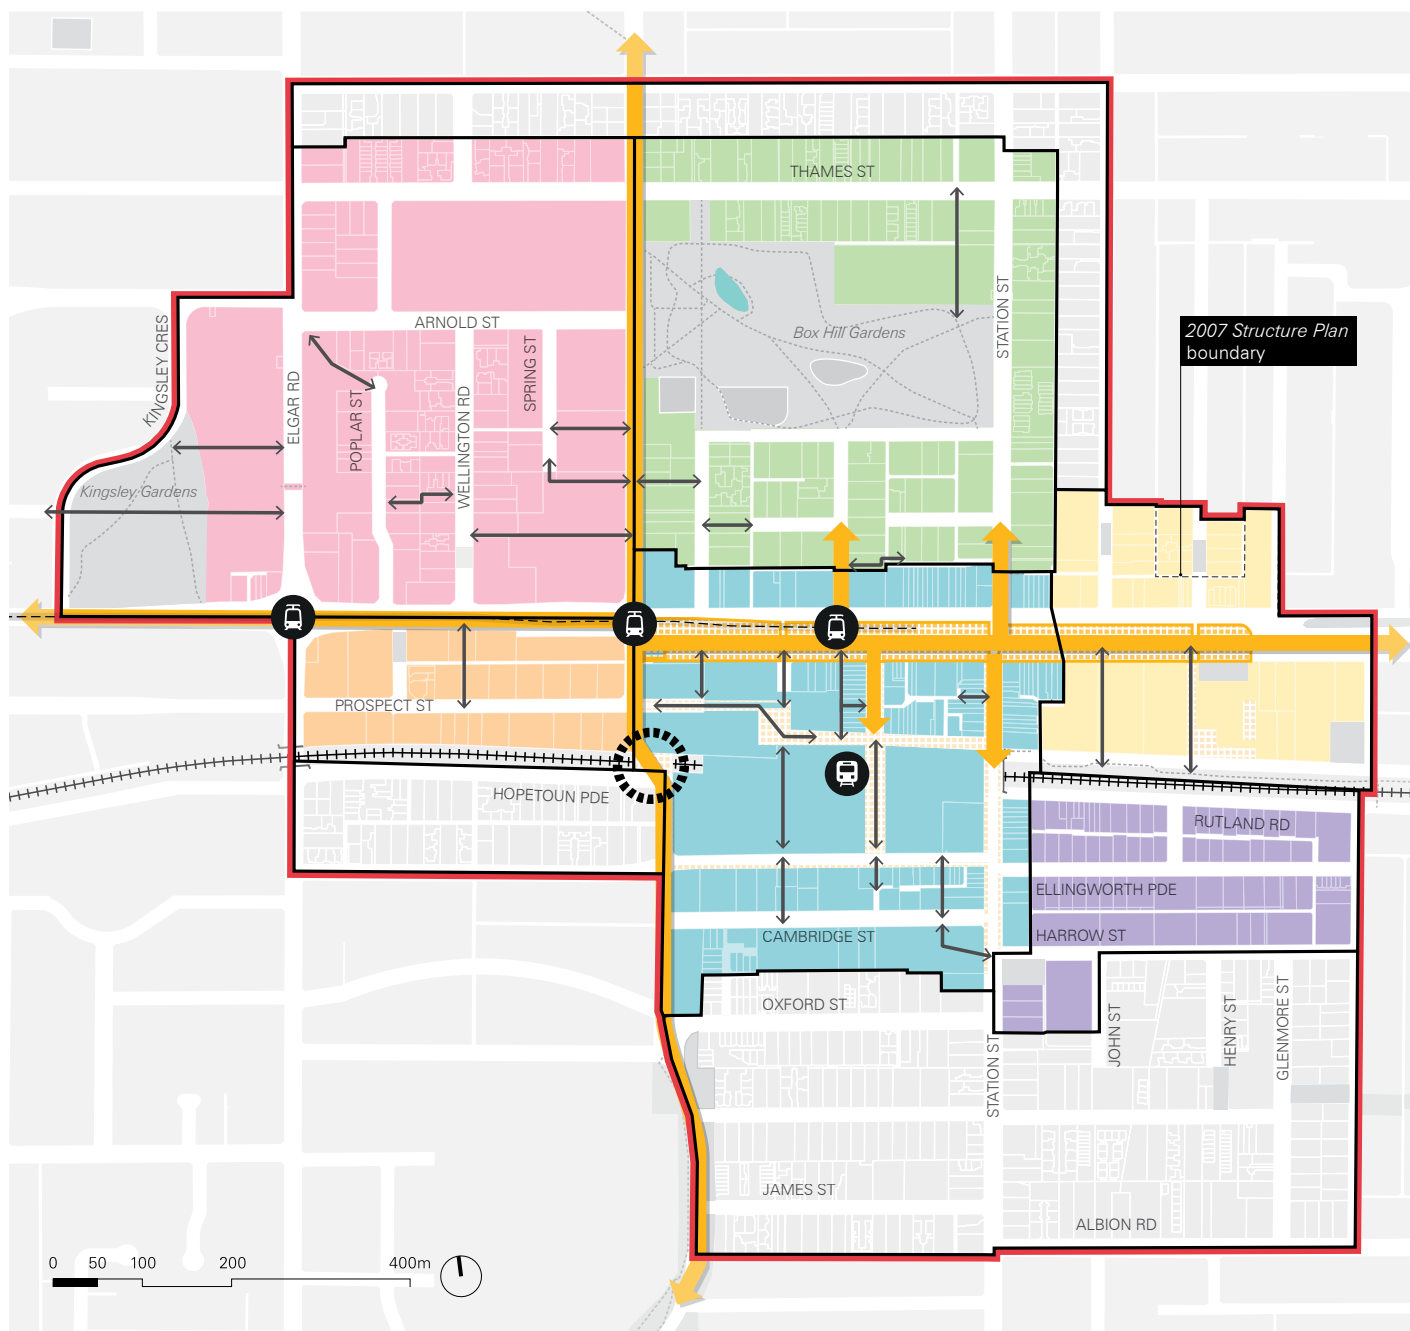 THAMES ST
STATION ST
Box Hill Gardens
2007 Structure Plan
boundary
KINGSLEY CRES
ARNOLD ST
SPRING ST
ELGAR RD
POPLAR ST
WELLINGTON RD
Kingsley Gardens
PROSPECT ST
HOPETOUN PDE
RUTLAND RD
ELLINGWORTH PDE
HARROW ST
CAMBRIDGE ST
OXFORD ST
STATION ST
JOHN ST
HENRY ST
GLENMORE ST
JAMES ST
ALBION RD
0 50 100 200 400m